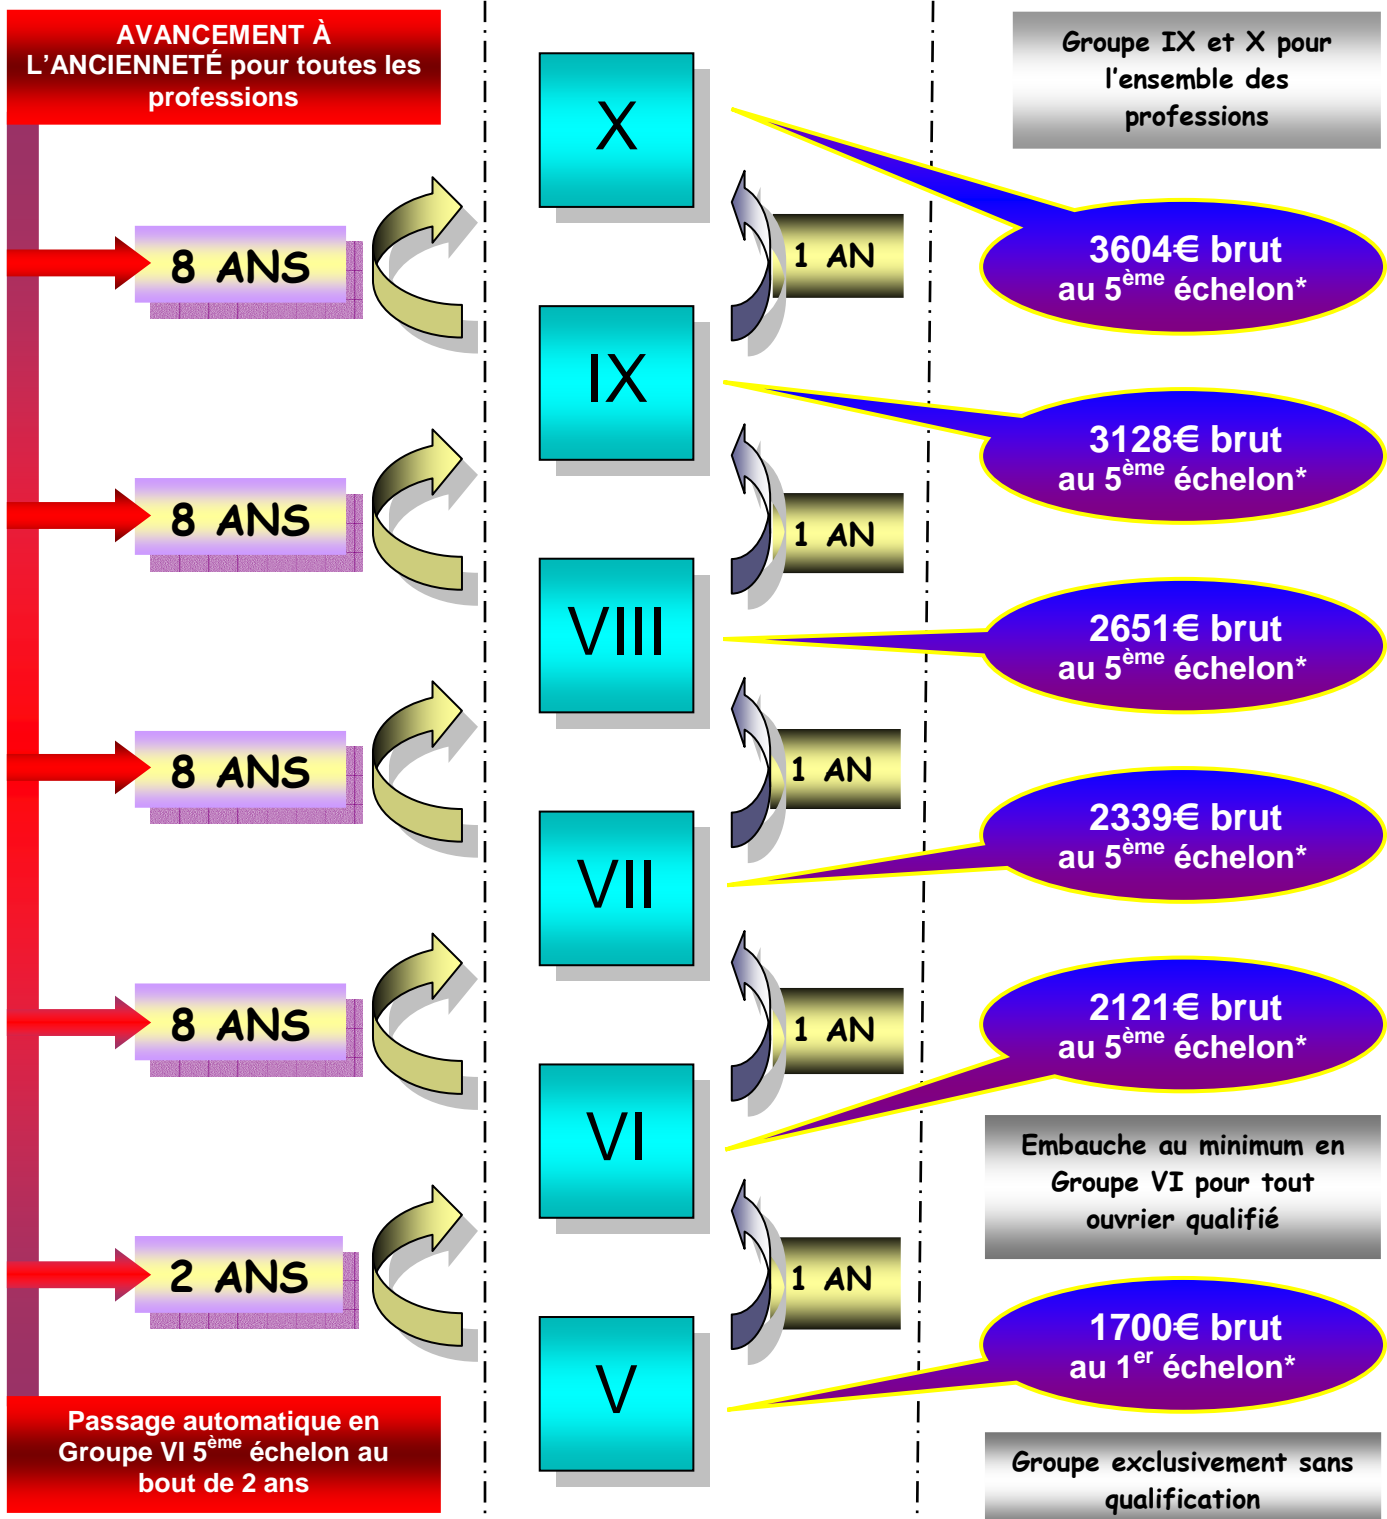 AVANCEMENT À
L'ANCIENNETÉ pour toutes les
professions
X
Groupe IX et X pour
l'ensemble des
professions
8 ANS
1 AN
3604€ brut
au 5ème échelon*
IX
3128€ brut
au 5ème échelon*
8 ANS
1 AN
VIII
2651€ brut
au 5ème échelon*
8 ANS
1 AN
2339€ brut
au 5ème échelon*
VII
8 ANS
1 AN
2121€ brut
au 5ème échelon*
VI
Embauche au minimum en
Groupe VI pour tout
ouvrier qualifié
2 ANS
1 AN
1700€ brut
au 1er échelon*
V
Passage automatique en
Groupe VI 5ème échelon au
bout de 2 ans
Groupe exclusivement sans
qualification